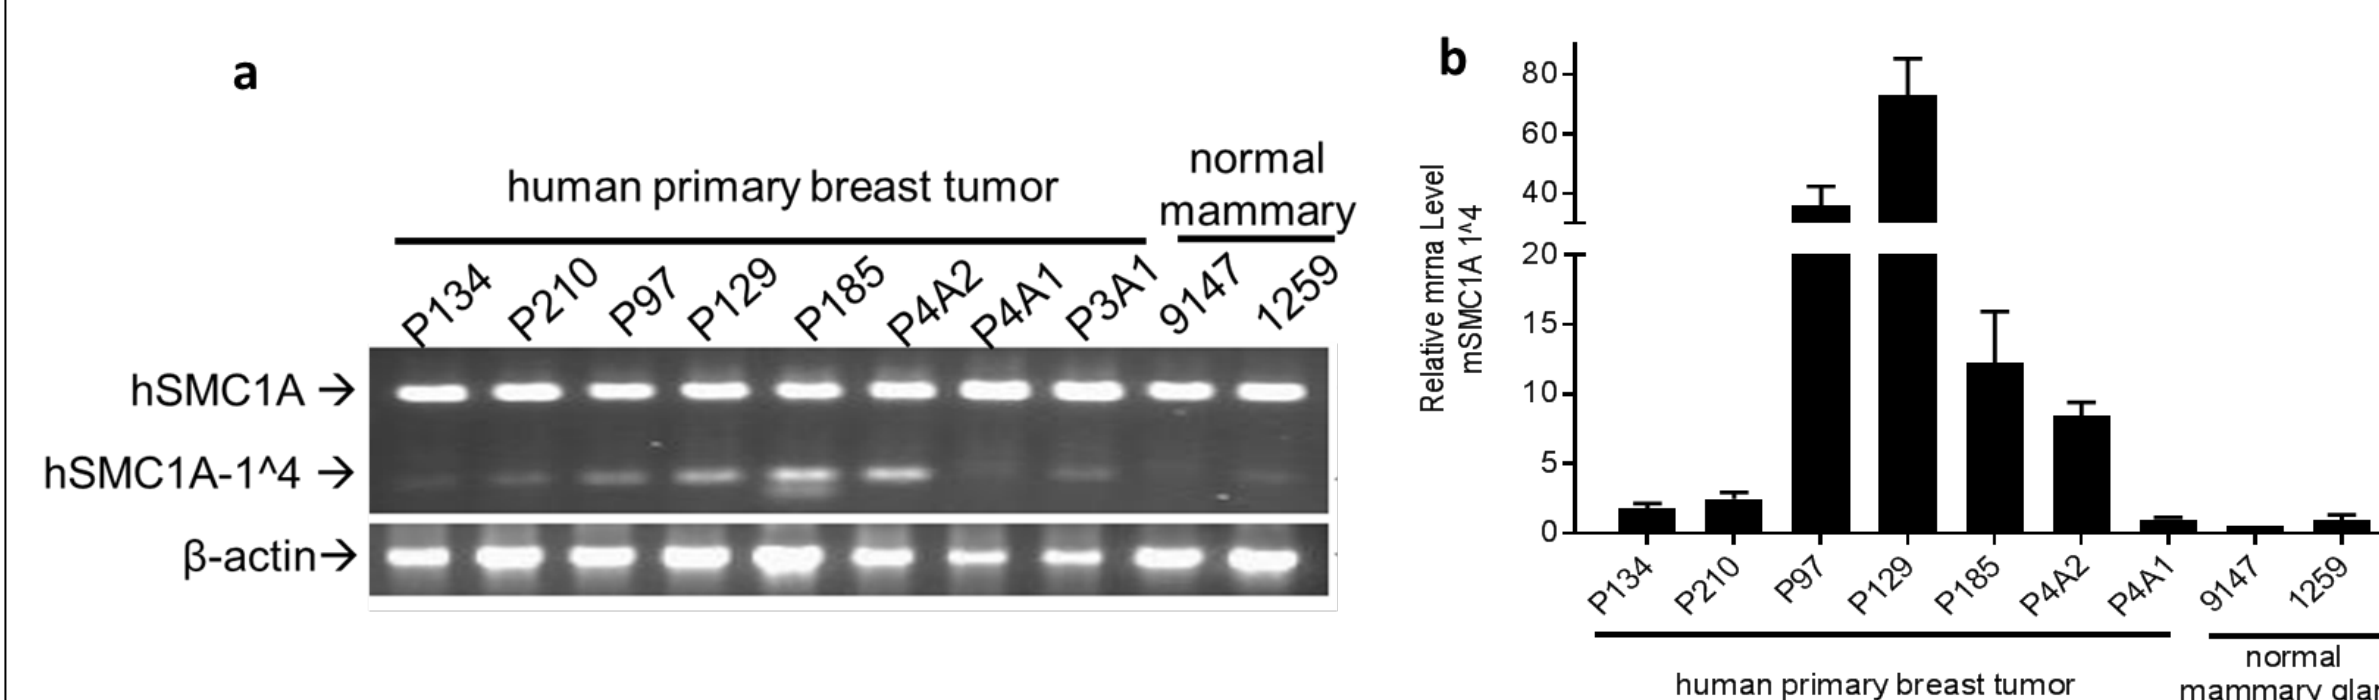 a
human primary breast tumor
normal
mammary
P134 P210 P97 P129 P185 P4A2 P4A1 P3A1 9147 1259
hSMC1A →
hSMC1A-1^4 →
β-actin→
b
Relative mrna Level
mSMC1A 1^4
80
60
40
20
15
10
5
0
P134 P210 P97 P129 P185 P4A2 P4A1 9147 1259
human primary breast tumor
normal
mammary